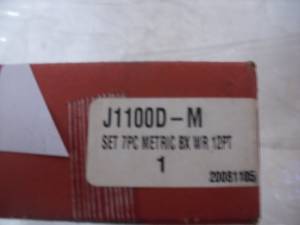 J1100D-M
SET 7PC METRIC BX WR 12PT
1
20081105